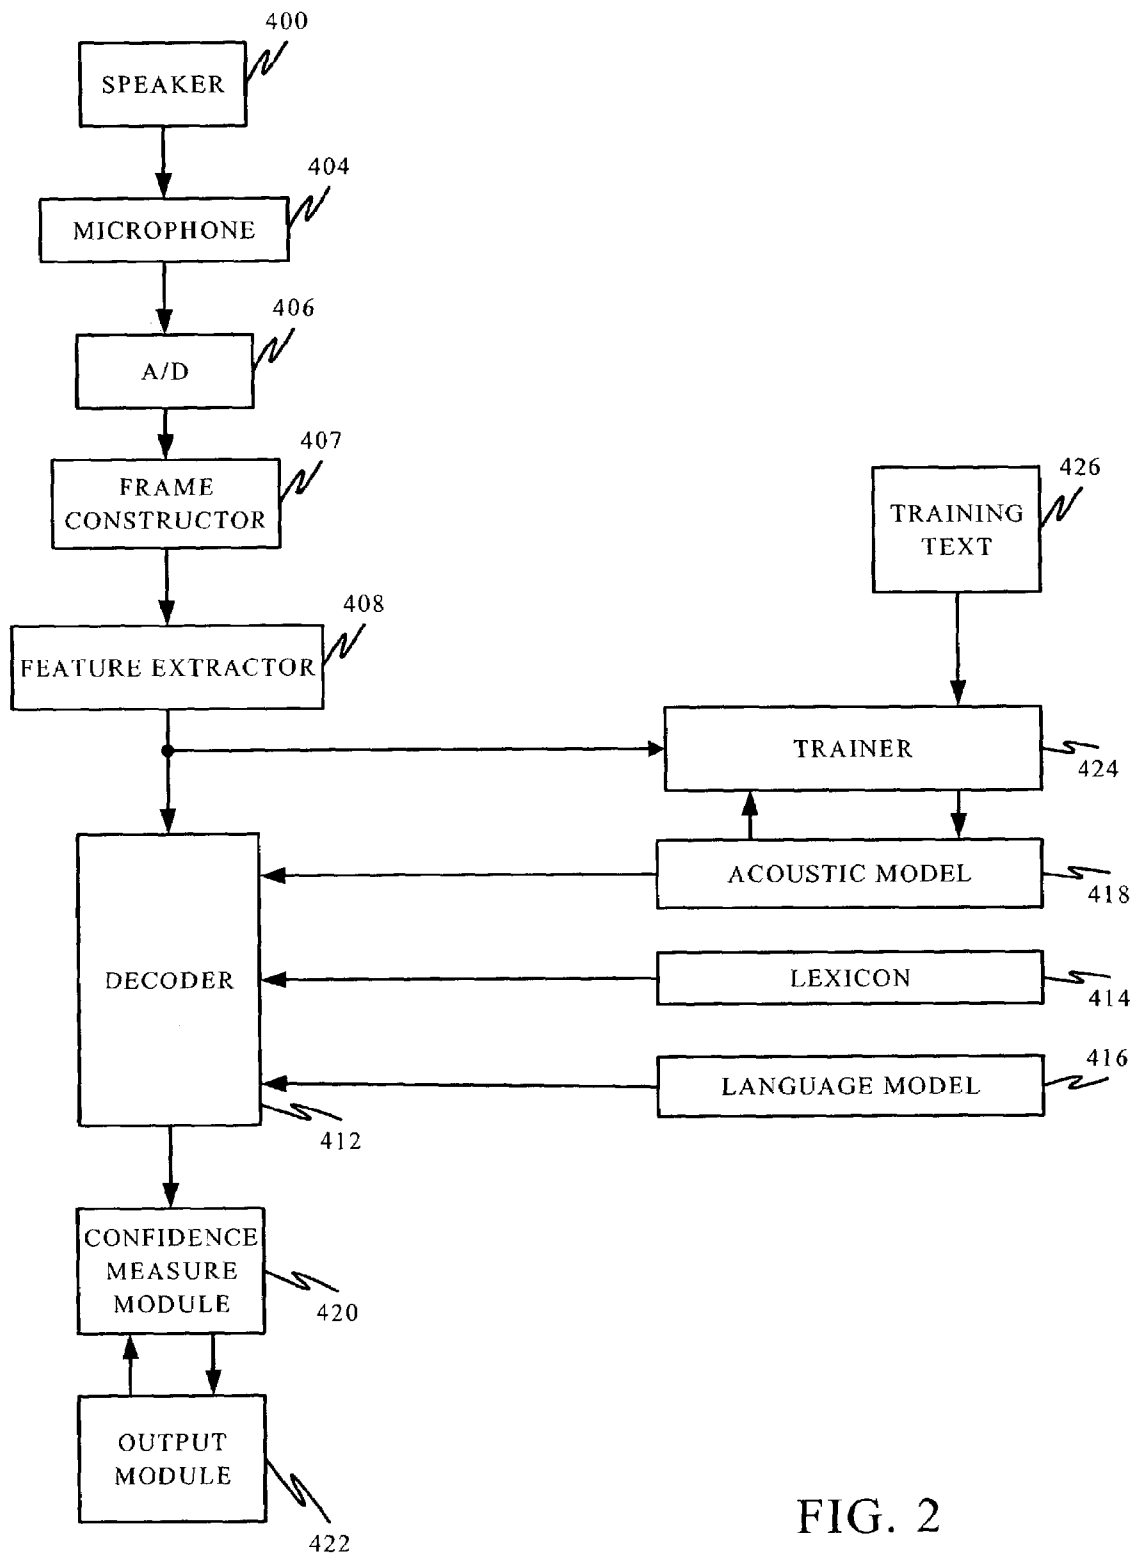 400
SPEAKER
404
MICROPHONE
406
A/D
407
FRAME
CONSTRUCTOR
426
TRAINING
TEXT
408
FEATURE EXTRACTOR
TRAINER
424
ACOUSTIC MODEL
418
DECODER
LEXICON
414
416
LANGUAGE MODEL
412
CONFIDENCE
MEASURE
MODULE
420
OUTPUT
MODULE
422
FIG. 2